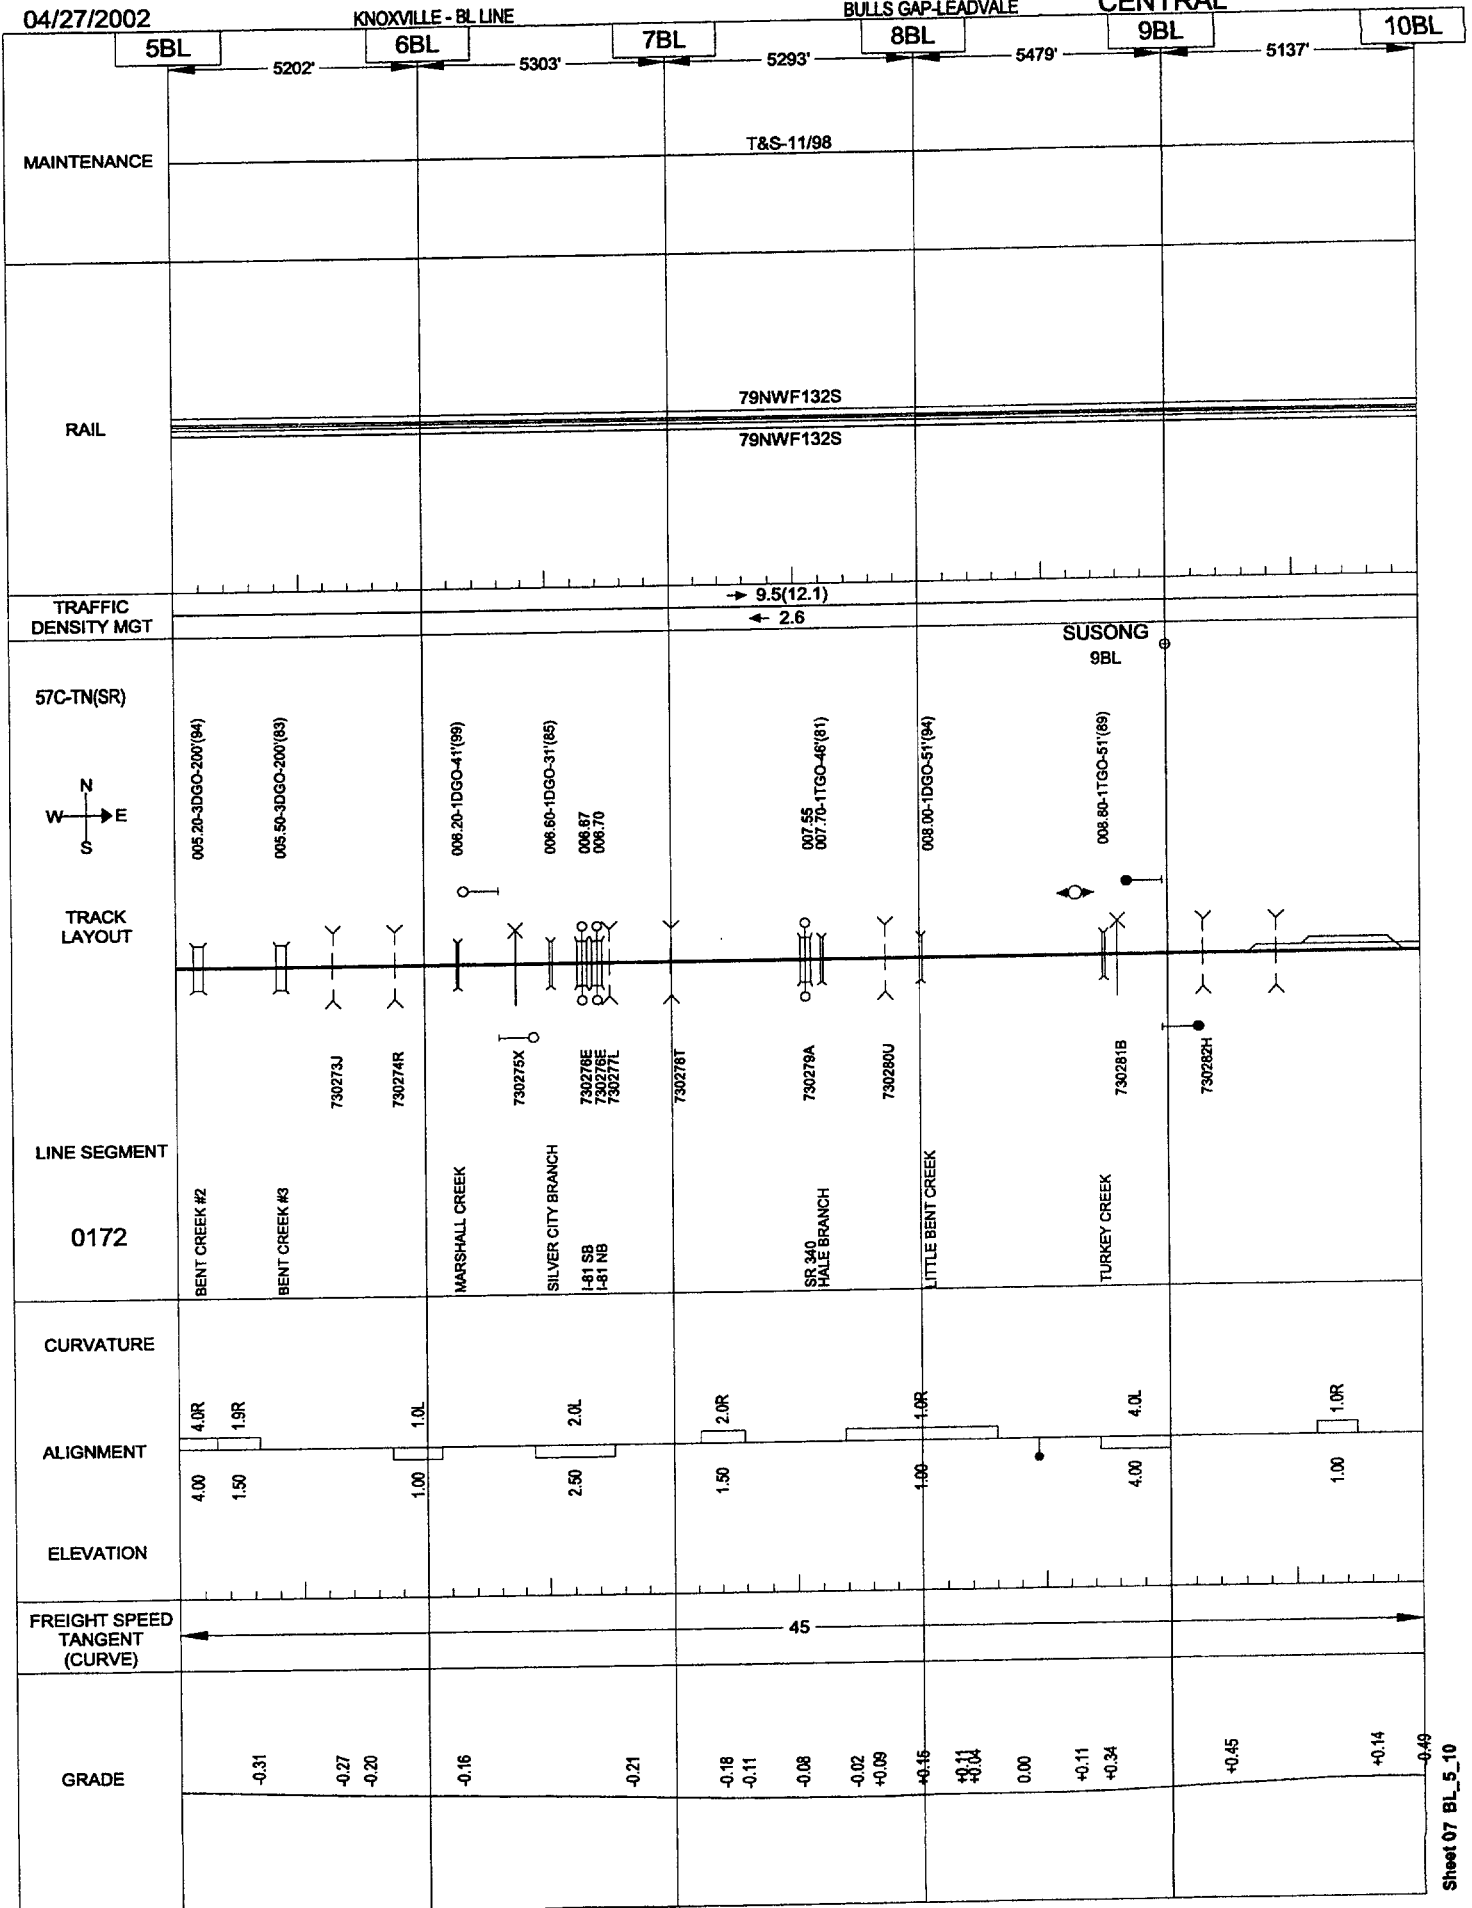 04/27/2002
KNOXVILLE - BL LINE
BULLS GAP-LEADVALE
CENTRAL
5BL
6BL
7BL
8BL
9BL
10BL
5202'
5303'
5293'
5479'
5137'
MAINTENANCE
T&S-11/98
RAIL
79NWF132S
79NWF132S
TRAFFIC
DENSITY MGT
9.5(12.1)
2.6
SUSONG
9BL
57C-TN(SR)
N
W
E
S
005.20-3DGO-200'(94)
005.50-3DGO-200'(83)
006.20-1DGO-41'(99)
006.60-1DGO-31'(85)
006.67
006.70
007.55
007.70-1TGO-46'(81)
008.00-1DGO-51'(94)
008.80-1TGO-51'(89)
TRACK
LAYOUT
730273J
730274R
730275X
730276E
730276E
730277L
730278T
730279A
730280U
730281B
730282H
LINE SEGMENT
0172
BENT CREEK #2
BENT CREEK #3
MARSHALL CREEK
SILVER CITY BRANCH
I-81 SB
I-81 NB
SR 340
HALE BRANCH
LITTLE BENT CREEK
TURKEY CREEK
CURVATURE
4.0R
1.9R
1.0L
2.0L
2.0R
1.0R
4.0L
1.0R
ALIGNMENT
4.00
1.50
1.00
2.50
1.50
1.00
4.00
1.00
ELEVATION
FREIGHT SPEED
TANGENT
(CURVE)
45
GRADE
-0.31
-0.27
-0.20
-0.16
-0.21
-0.18
-0.11
-0.08
-0.02
+0.09
+0.15
+0.11
+0.04
0.00
+0.11
+0.34
+0.45
+0.14
-0.49
Sheet 07 BL_5_10